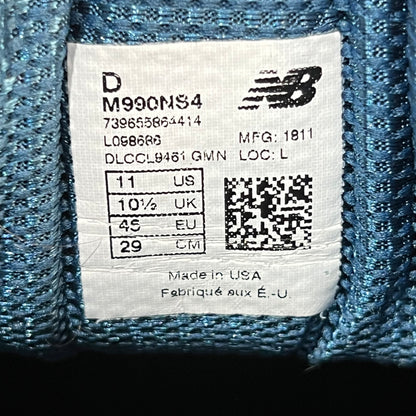 D
M990NS4
739655864414
L098686 MFG: 1811
DLCCL9461 GMN LOC: L
11 US
10½ UK
45 EU
29 CM
Made in USA
Fabriqué aux É.-U.
NB